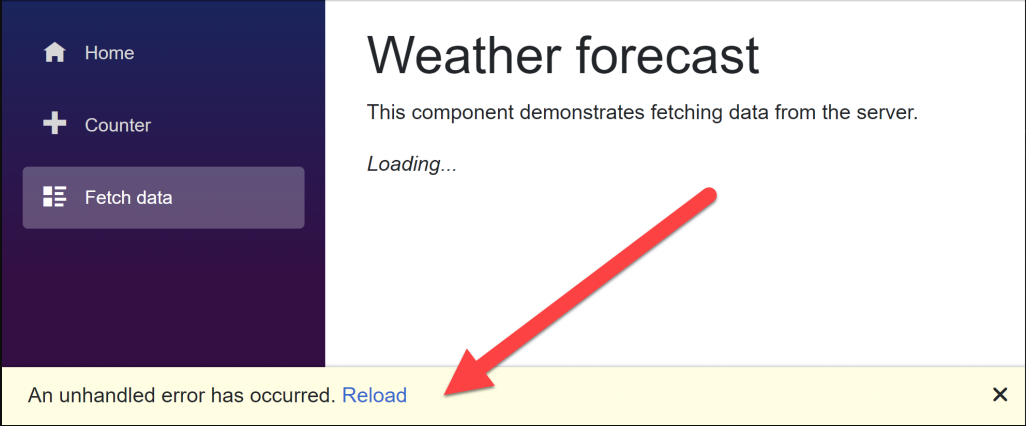 Home
Counter
Fetch data
Weather forecast
This component demonstrates fetching data from the server.
Loading...
An unhandled error has occurred. Reload